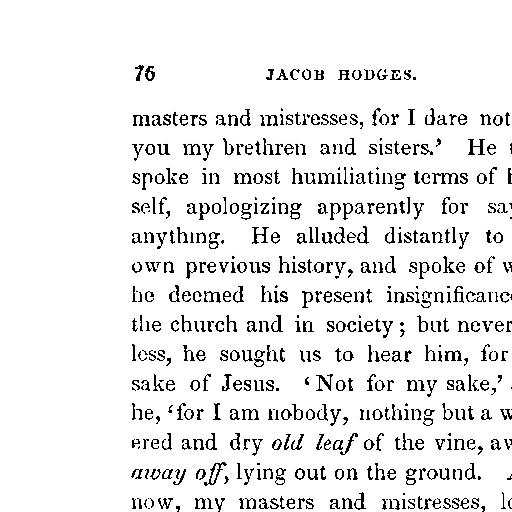 76
JACOB HODGES.
masters and mistresses, for I dare not
you my brethren and sisters.’ He
spoke in most humiliating terms of
self, apologizing apparently for
anything. He alluded distantly to
own previous history, and spoke of
he deemed his present
the church and in society; but never
less, he sought us to hear him, for
sake of Jesus. ‘Not for my sake,’
he, ‘for I am nobody, nothing but a
ered and dry old leaf of the vine,
away off, lying out on the ground.
now, my masters and mistresses,